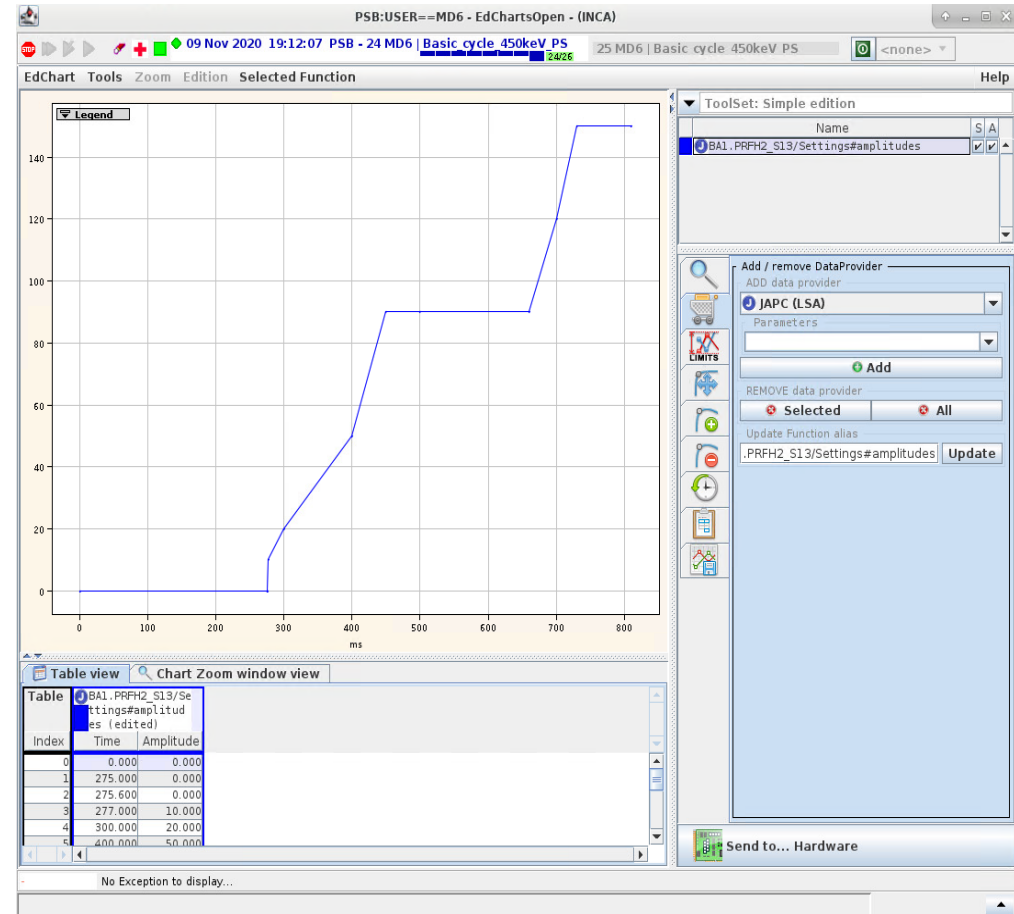 PSB:USER==MD6 - EdChartsOpen - (INCA)
STOP 09 Nov 2020 19:12:07 PSB - 24 MD6 | Basic_cycle_450keV_PS 24/26 25 MD6 | Basic cycle 450keV PS <none>
EdChart Tools Zoom Edition Selected Function Help
Legend
140
120
100
80
60
40
20
0
0 100 200 300 400 500 600 700 800
ms
ToolSet: Simple edition
Name S A
BA1.PRFH2_S13/Settings#amplitudes
Add / remove DataProvider
ADD data provider
JAPC (LSA)
Parameters
LIMITS
Add
REMOVE data provider
Selected All
Update Function alias
.PRFH2_S13/Settings#amplitudes Update
Send to... Hardware
Table view Chart Zoom window view
Table BA1.PRFH2_S13/Se
ttings#amplitud
es (edited)
Index Time Amplitude
0 0.000 0.000
1 275.000 0.000
2 275.600 0.000
3 277.000 10.000
4 300.000 20.000
5 400.000 50.000
- No Exception to display...